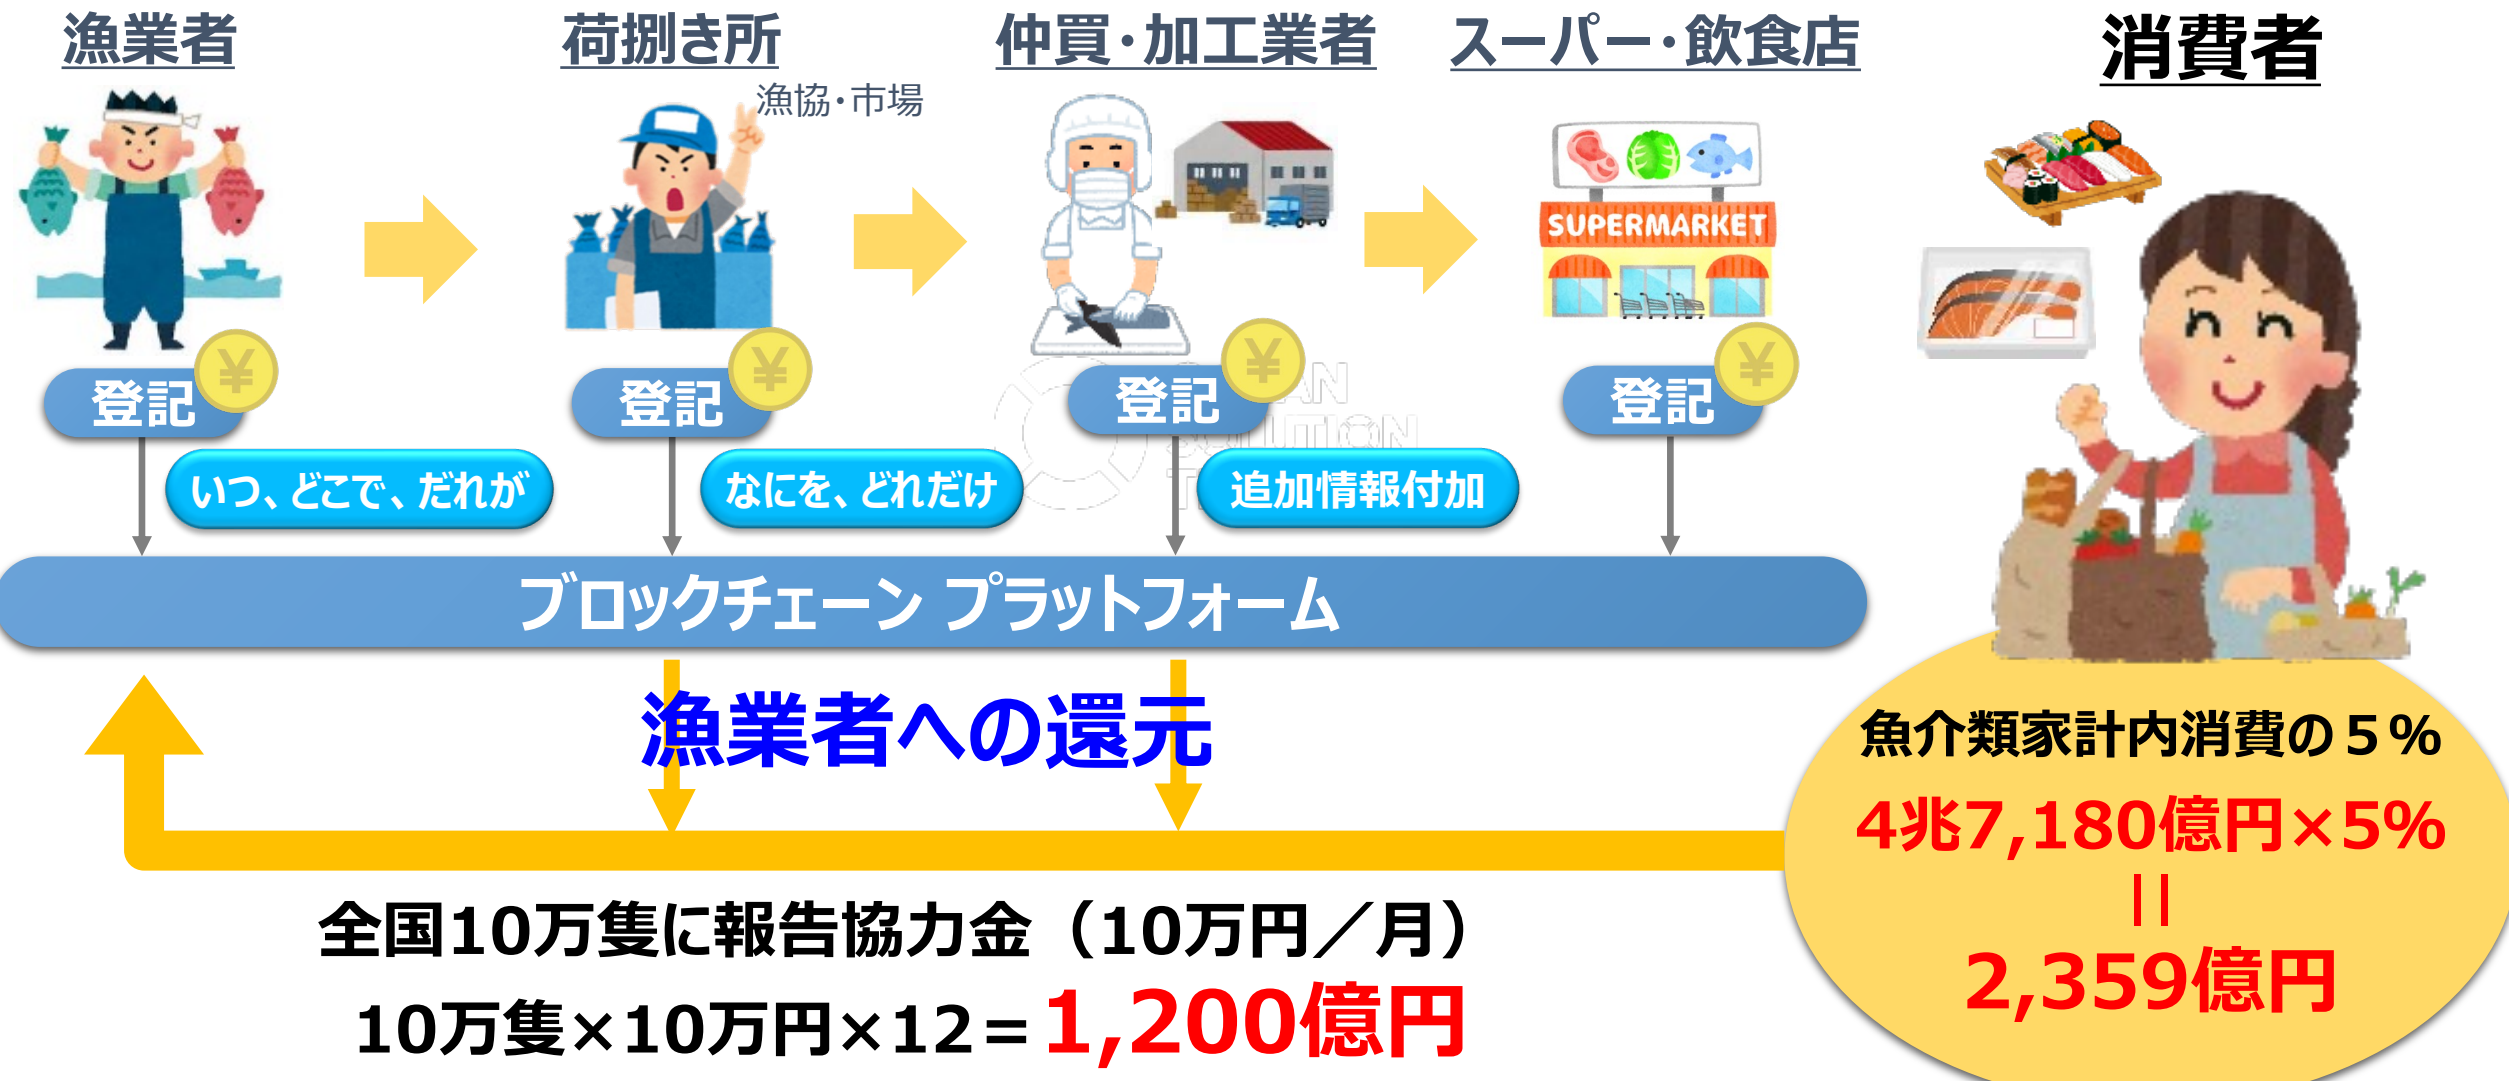 漁業者
荷捌き所
仲買・加工業者
スーパー・飲食店
消費者
漁協・市場
SUPERMARKET
¥
¥
¥
¥
登記
登記
登記
登記
いつ、どこで、だれが
なにを、どれだけ
追加情報付加
ブロックチェーン プラットフォーム
漁業者への還元
魚介類家計内消費の5%
4兆7,180億円×5%
=
2,359億円
全国10万隻に報告協力金（10万円／月）
10万隻×10万円×12＝1,200億円